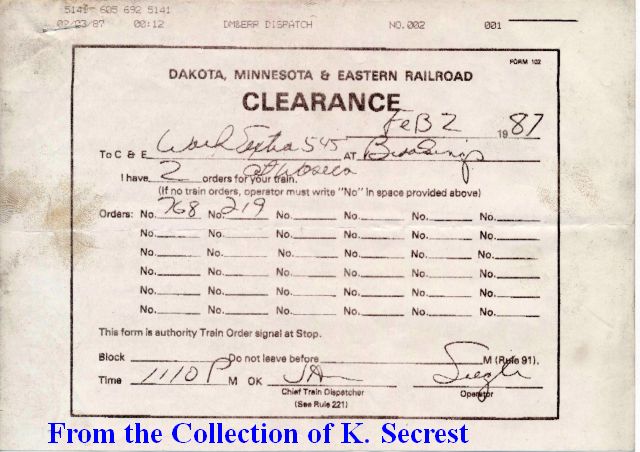 605 692 5141
02/03/87 00:12 DM&ERR DISPATCH NO.002 001
FORM 102
DAKOTA, MINNESOTA & EASTERN RAILROAD
CLEARANCE
FeB 2 1987
To C & E Work Extra 545 AT Brookings
at Waseca
I have 2 orders for your train.
(If no train orders, operator must write "No" in space provided above)
Orders: No. 768 No. 219 No. No. No. No.
No. No. No. No. No. No.
No. No. No. No. No. No.
No. No. No. No. No. No.
No. No. No. No. No. No.
No. No. No. No. No. No.
This form is authority Train Order signal at Stop.
Block Do not leave before M (Rule 91).
Time 1110 P M OK
Chief Train Dispatcher Operator
(See Rule 221)
From the Collection of K. Secrest